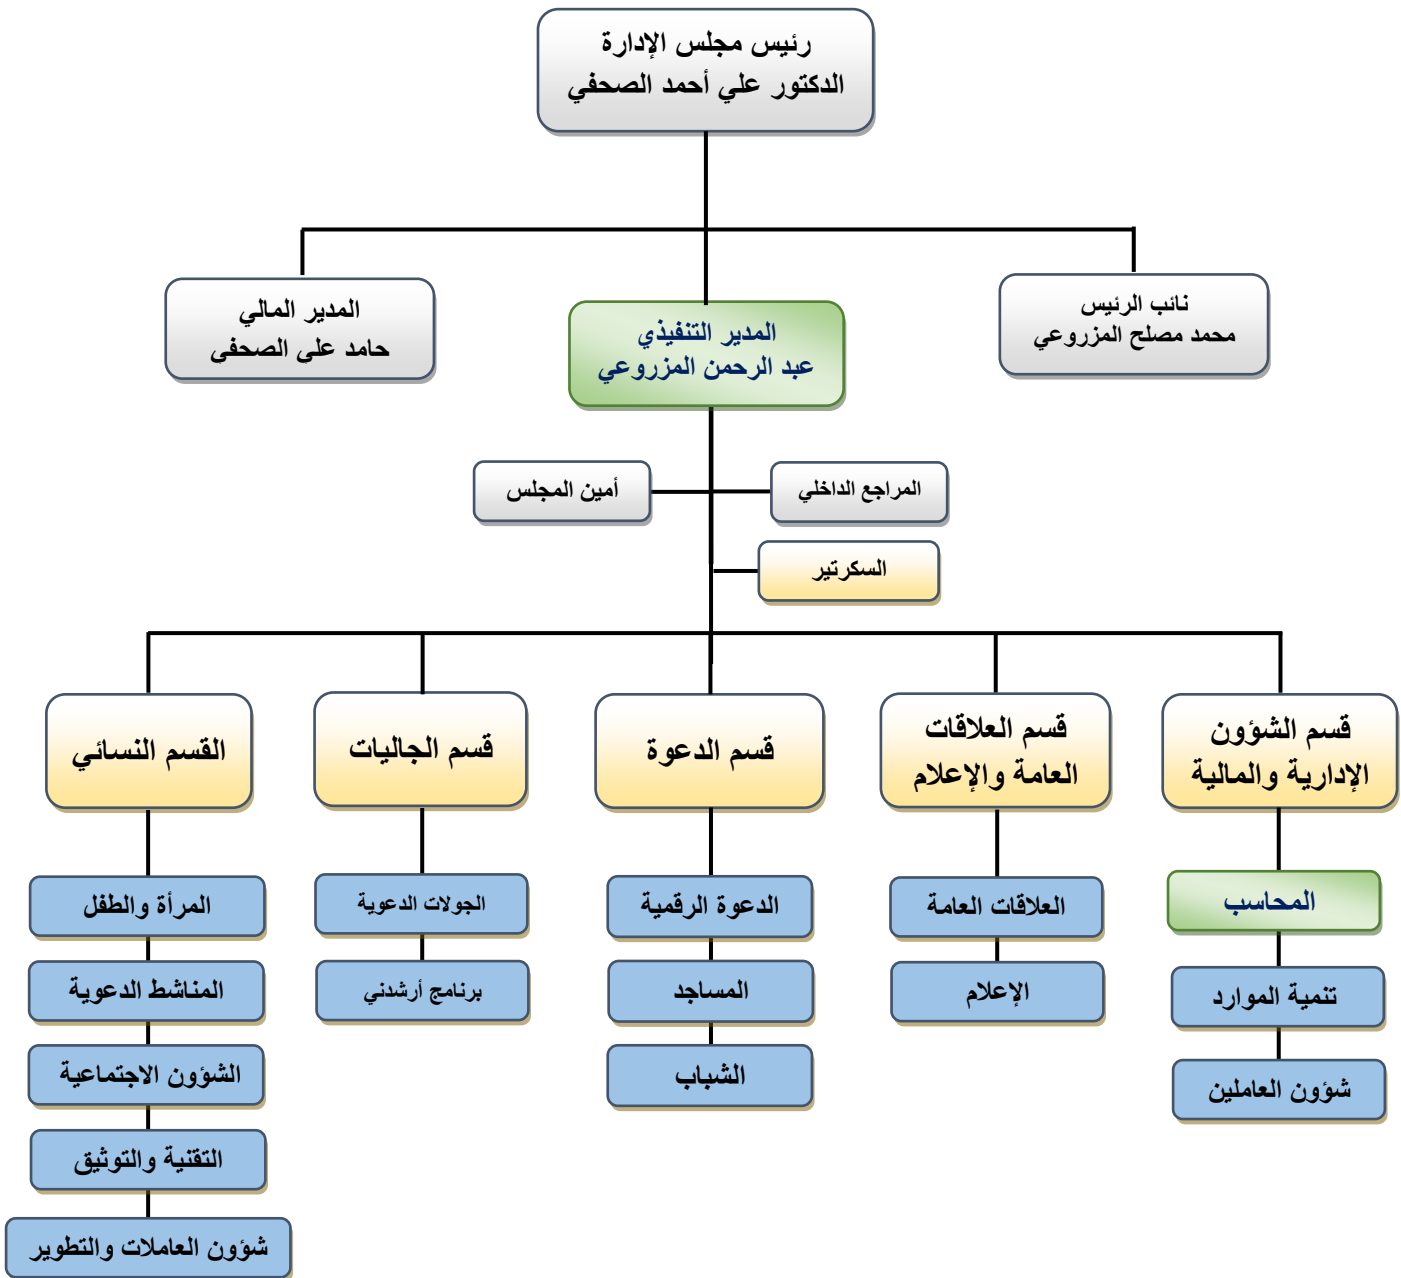 رئيس مجلس الإدارة
الدكتور علي أحمد الصحفي
نائب الرئيس
محمد مصلح المزروعي
المدير التنفيذي
عبد الرحمن المزروعي
المدير المالي
حامد على الصحفى
المراجع الداخلي
أمين المجلس
السكرتير
قسم الشؤون
الإدارية والمالية
قسم العلاقات
العامة والإعلام
قسم الدعوة
قسم الجاليات
القسم النسائي
المحاسب
تنمية الموارد
شؤون العاملين
العلاقات العامة
الإعلام
الدعوة الرقمية
المساجد
الشباب
الجولات الدعوية
برنامج أرشدني
المرأة والطفل
المناشط الدعوية
الشؤون الاجتماعية
التقنية والتوثيق
شؤون العاملات والتطوير